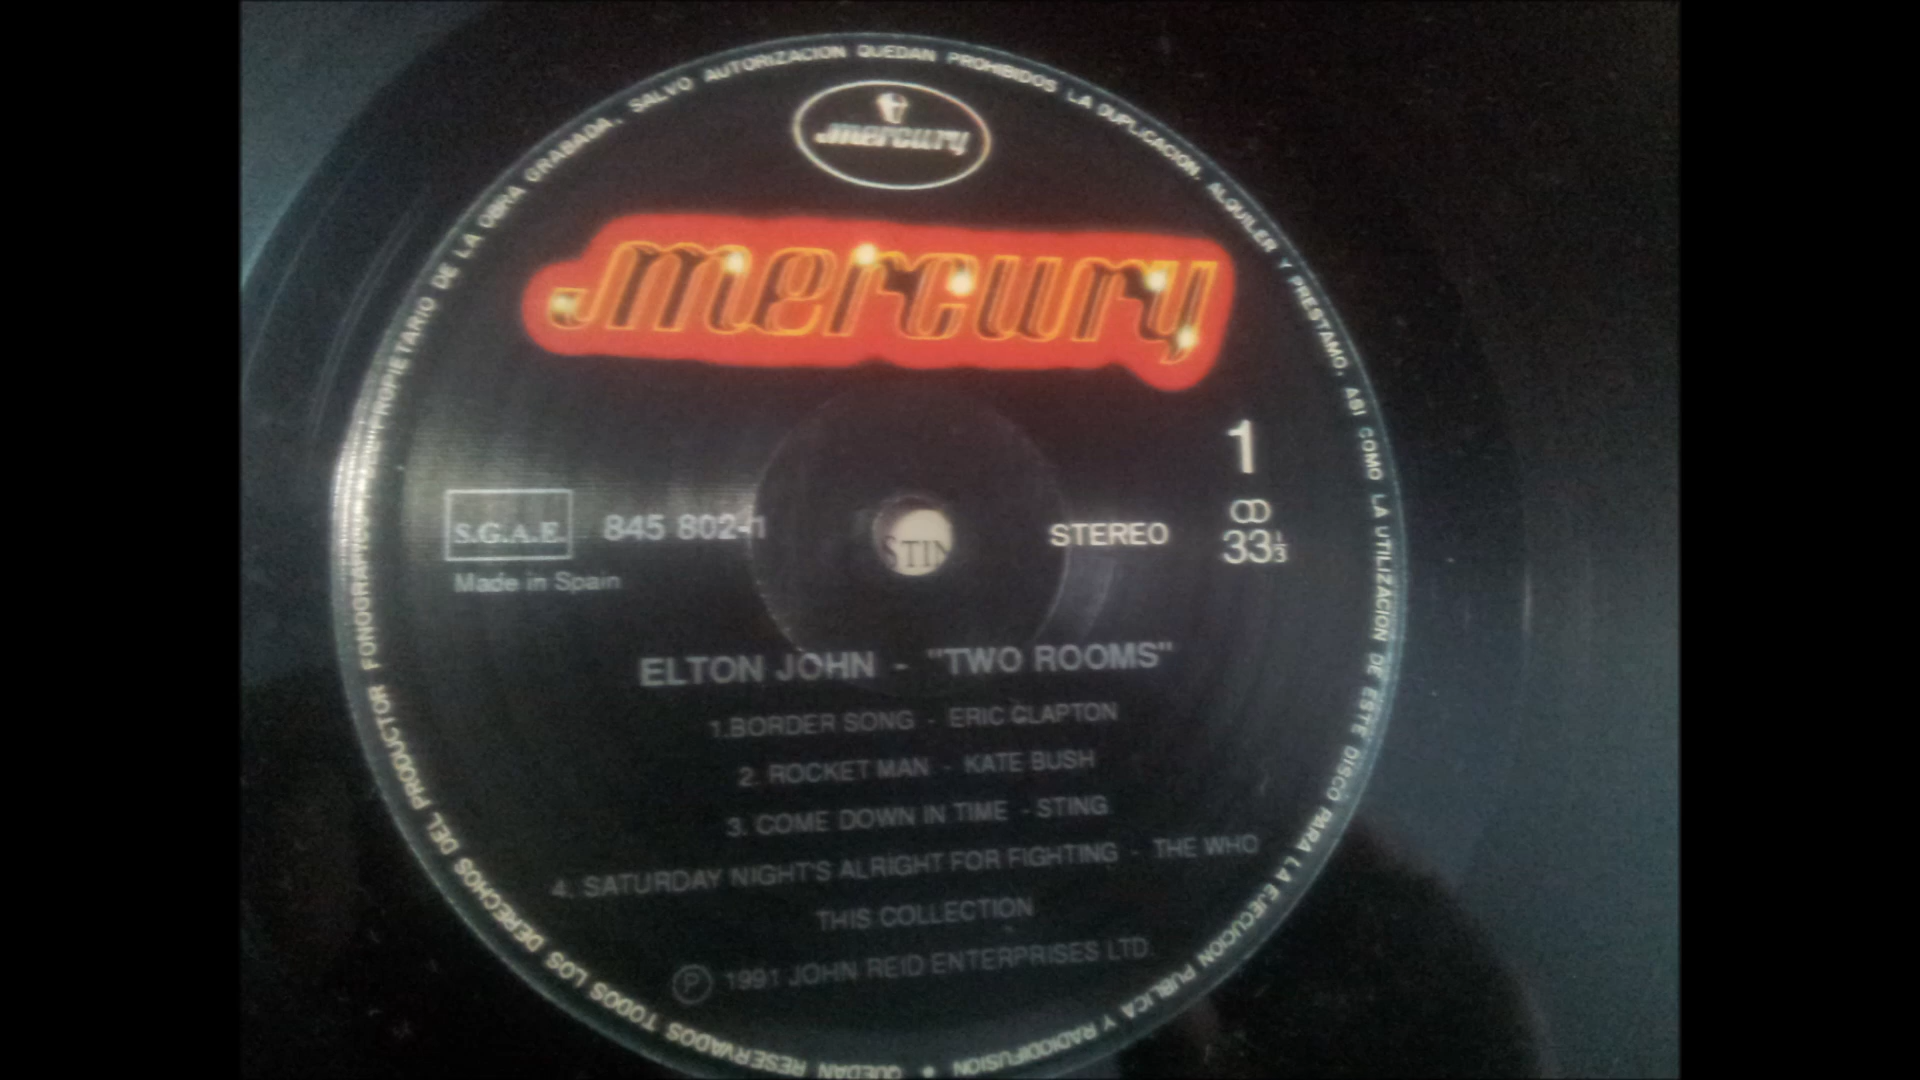 QUEDAN RESERVADOS TODOS LOS DERECHOS DEL PRODUCTOR FONOGRAFICO Y DEL PROPIETARIO DE LA OBRA GRABADA. SALVO AUTORIZACION QUEDAN PROHIBIDOS LA DUPLICACION, ALQUILER Y PRESTAMO, ASI COMO LA UTILIZACION DE ESTE DISCO PARA LA EJECUCION PUBLICA Y RADIODIFUSION *
mercury
mercury
1
S.G.A.E.
845 802-1
STIN
STEREO
33⅓
Made in Spain
ELTON JOHN - "TWO ROOMS"
1.BORDER SONG - ERIC CLAPTON
2. ROCKET MAN - KATE BUSH
3. COME DOWN IN TIME - STING
4. SATURDAY NIGHT'S ALRIGHT FOR FIGHTING - THE WHO
THIS COLLECTION
Ⓟ 1991 JOHN REID ENTERPRISES LTD.